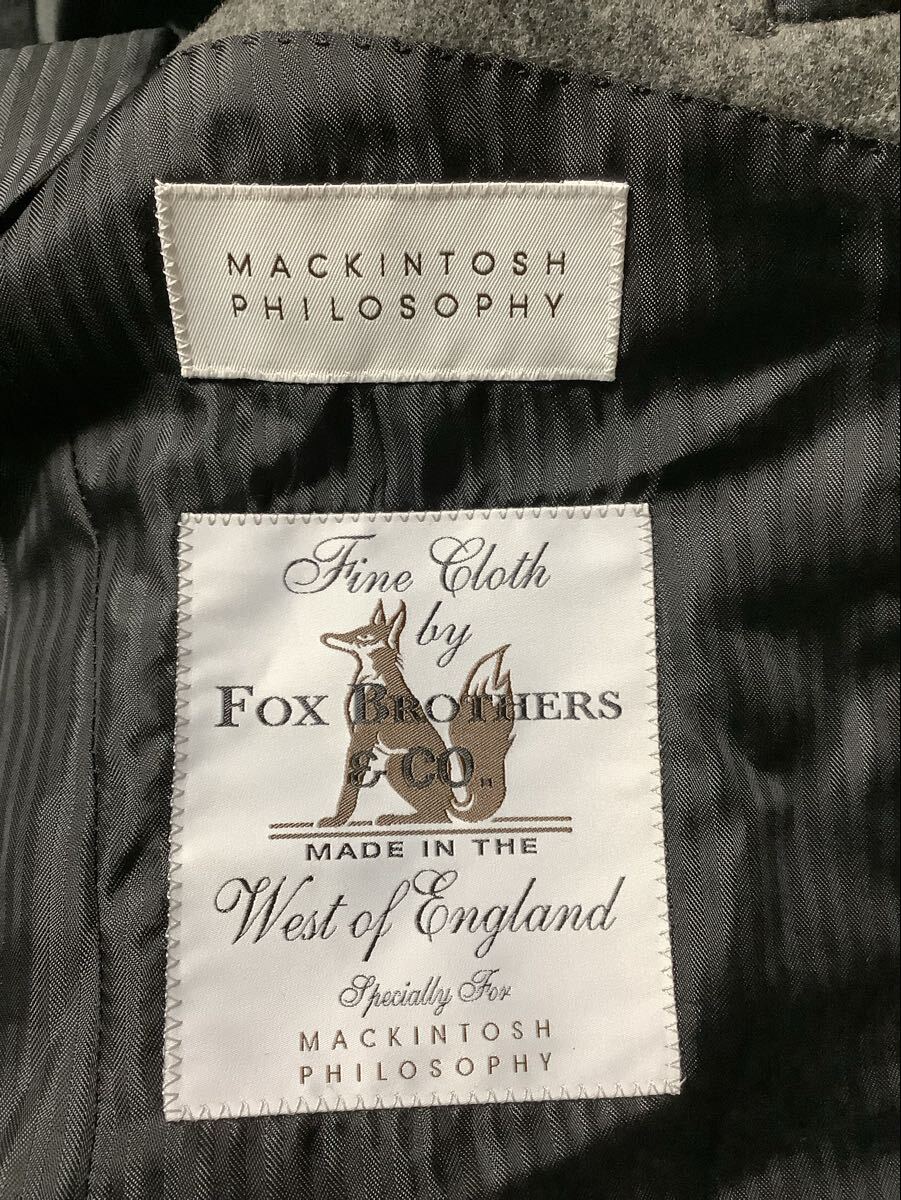 MACKINTOSH
PHILOSOPHY
Fine Cloth
by
FOX BROTHERS
& CO.
MADE IN THE
West of England
Specially For
MACKINTOSH
PHILOSOPHY